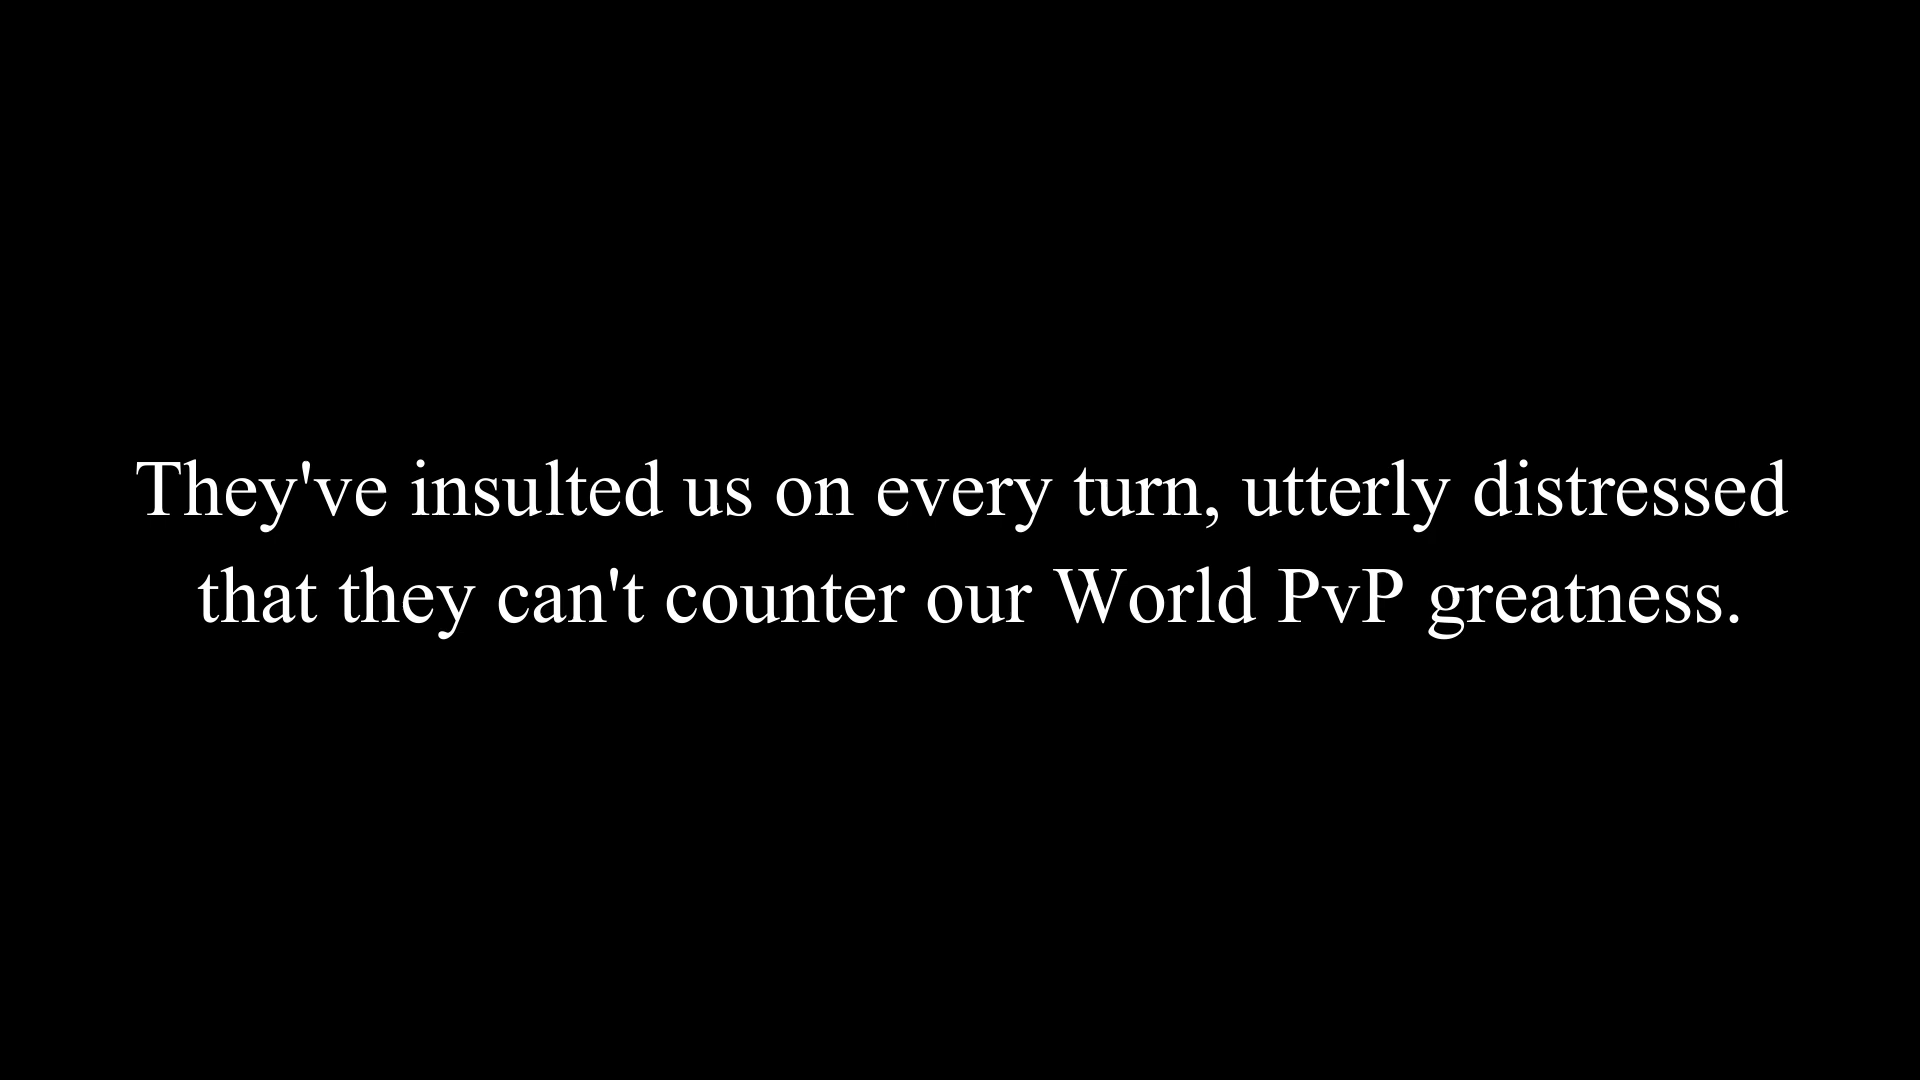 They've insulted us on every turn, utterly distressed
that they can't counter our World PvP greatness.